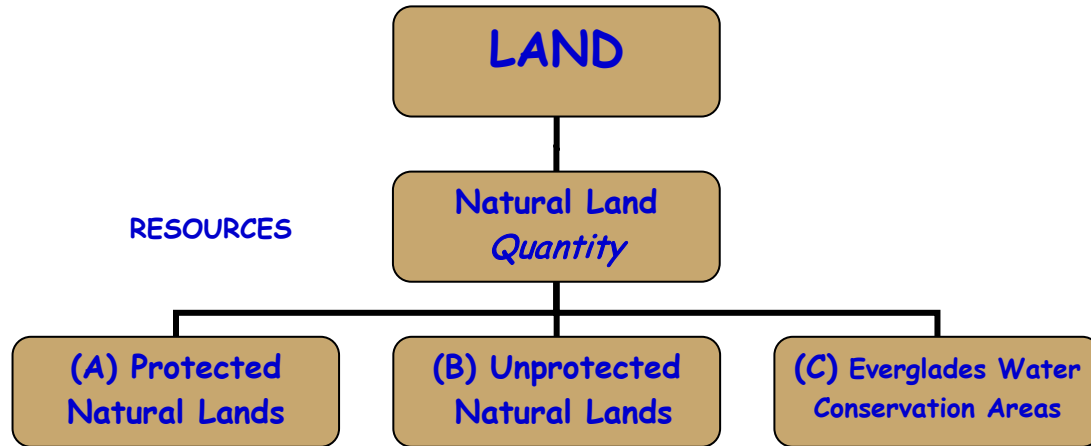 LAND
Natural Land
Quantity
RESOURCES
(A) Protected
Natural Lands
(B) Unprotected
Natural Lands
(C) Everglades Water
Conservation Areas